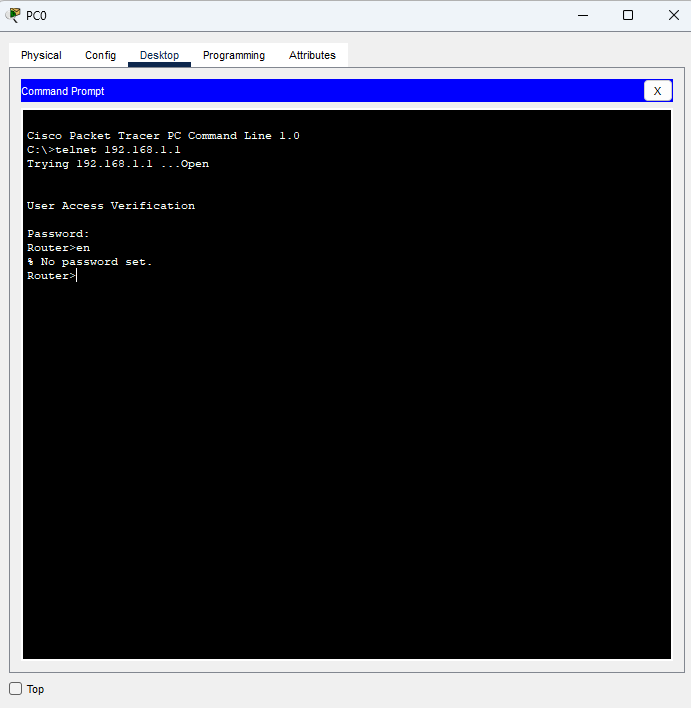 PC0
Physical Config Desktop Programming Attributes
Command Prompt
X
Cisco Packet Tracer PC Command Line 1.0
C:\>telnet 192.168.1.1
Trying 192.168.1.1 ...Open
User Access Verification
Password:
Router>en
% No password set.
Router>
Top